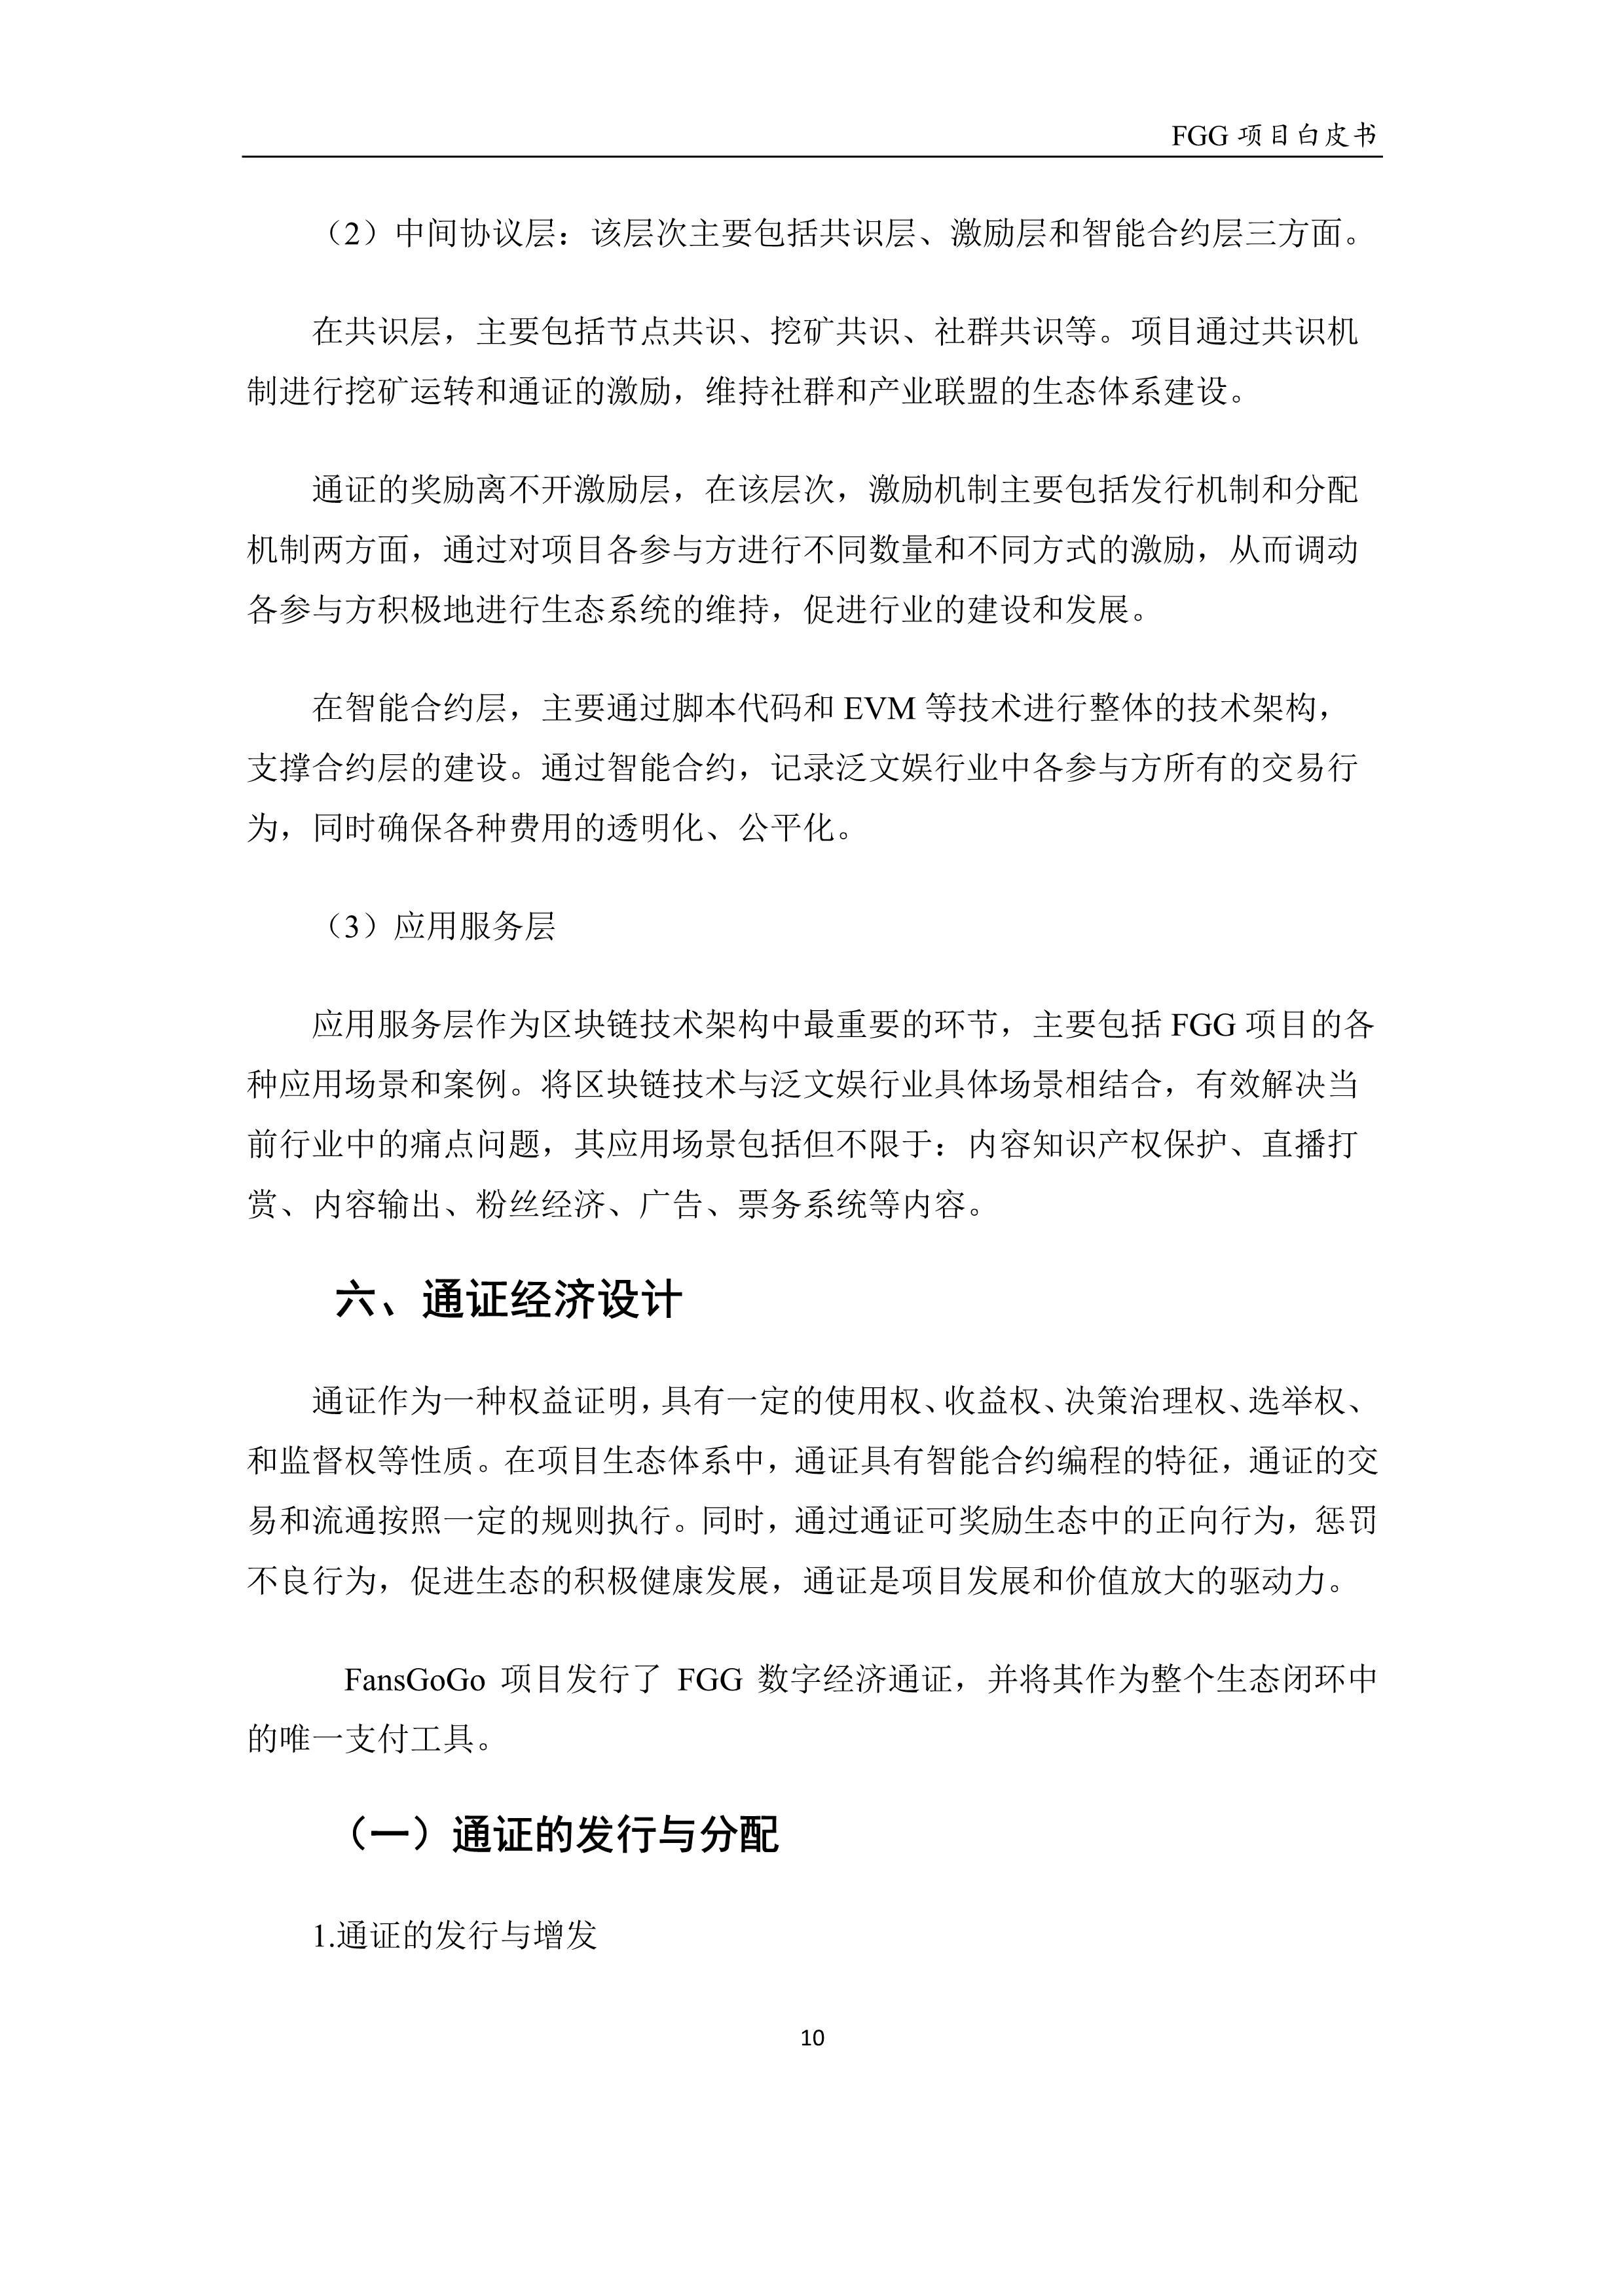 FGG 项目白皮书
（2）中间协议层：该层次主要包括共识层、激励层和智能合约层三方面。
在共识层，主要包括节点共识、挖矿共识、社群共识等。项目通过共识机
制进行挖矿运转和通证的激励，维持社群和产业联盟的生态体系建设。
通证的奖励离不开激励层，在该层次，激励机制主要包括发行机制和分配
机制两方面，通过对项目各参与方进行不同数量和不同方式的激励，从而调动
各参与方积极地进行生态系统的维持，促进行业的建设和发展。
在智能合约层，主要通过脚本代码和 EVM 等技术进行整体的技术架构，
支撑合约层的建设。通过智能合约，记录泛文娱行业中各参与方所有的交易行
为，同时确保各种费用的透明化、公平化。
（3）应用服务层
应用服务层作为区块链技术架构中最重要的环节，主要包括 FGG 项目的各
种应用场景和案例。将区块链技术与泛文娱行业具体场景相结合，有效解决当
前行业中的痛点问题，其应用场景包括但不限于：内容知识产权保护、直播打
赏、内容输出、粉丝经济、广告、票务系统等内容。
六、通证经济设计
通证作为一种权益证明，具有一定的使用权、收益权、决策治理权、选举权、
和监督权等性质。在项目生态体系中，通证具有智能合约编程的特征，通证的交
易和流通按照一定的规则执行。同时，通过通证可奖励生态中的正向行为，惩罚
不良行为，促进生态的积极健康发展，通证是项目发展和价值放大的驱动力。
FansGoGo 项目发行了 FGG 数字经济通证，并将其作为整个生态闭环中
的唯一支付工具。
（一）通证的发行与分配
1.通证的发行与增发
10